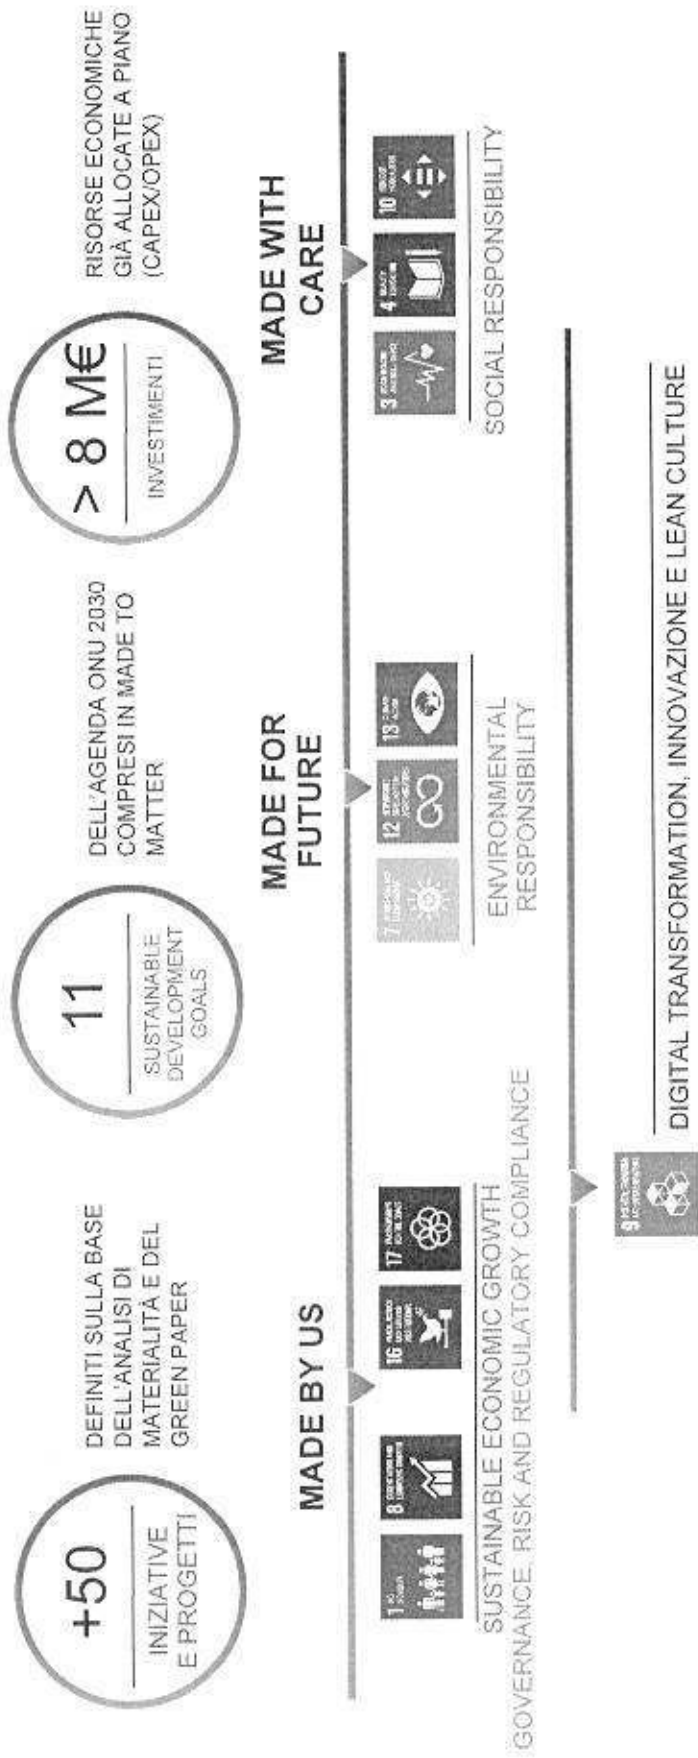 +50
INIZIATIVE
E PROGETTI
DEFINITI SULLA BASE
DELL'ANALISI DI
MATERIALITÀ E DEL
GREEN PAPER
11
SUSTAINABLE
DEVELOPMENT
GOALS
DELL'AGENDA ONU 2030
COMPRESI IN MADE TO
MATTER
> 8 M€
INVESTIMENTI
RISORSE ECONOMICHE
GIÀ ALLOCATE A PIANO
(CAPEX/OPEX)
MADE BY US
1
8
16
17
SUSTAINABLE ECONOMIC GROWTH
GOVERNANCE, RISK AND REGULATORY COMPLIANCE
MADE FOR
FUTURE
7
12
13
ENVIRONMENTAL
RESPONSIBILITY
MADE WITH
CARE
3
4
10
SOCIAL RESPONSIBILITY
9
DIGITAL TRANSFORMATION, INNOVAZIONE E LEAN CULTURE